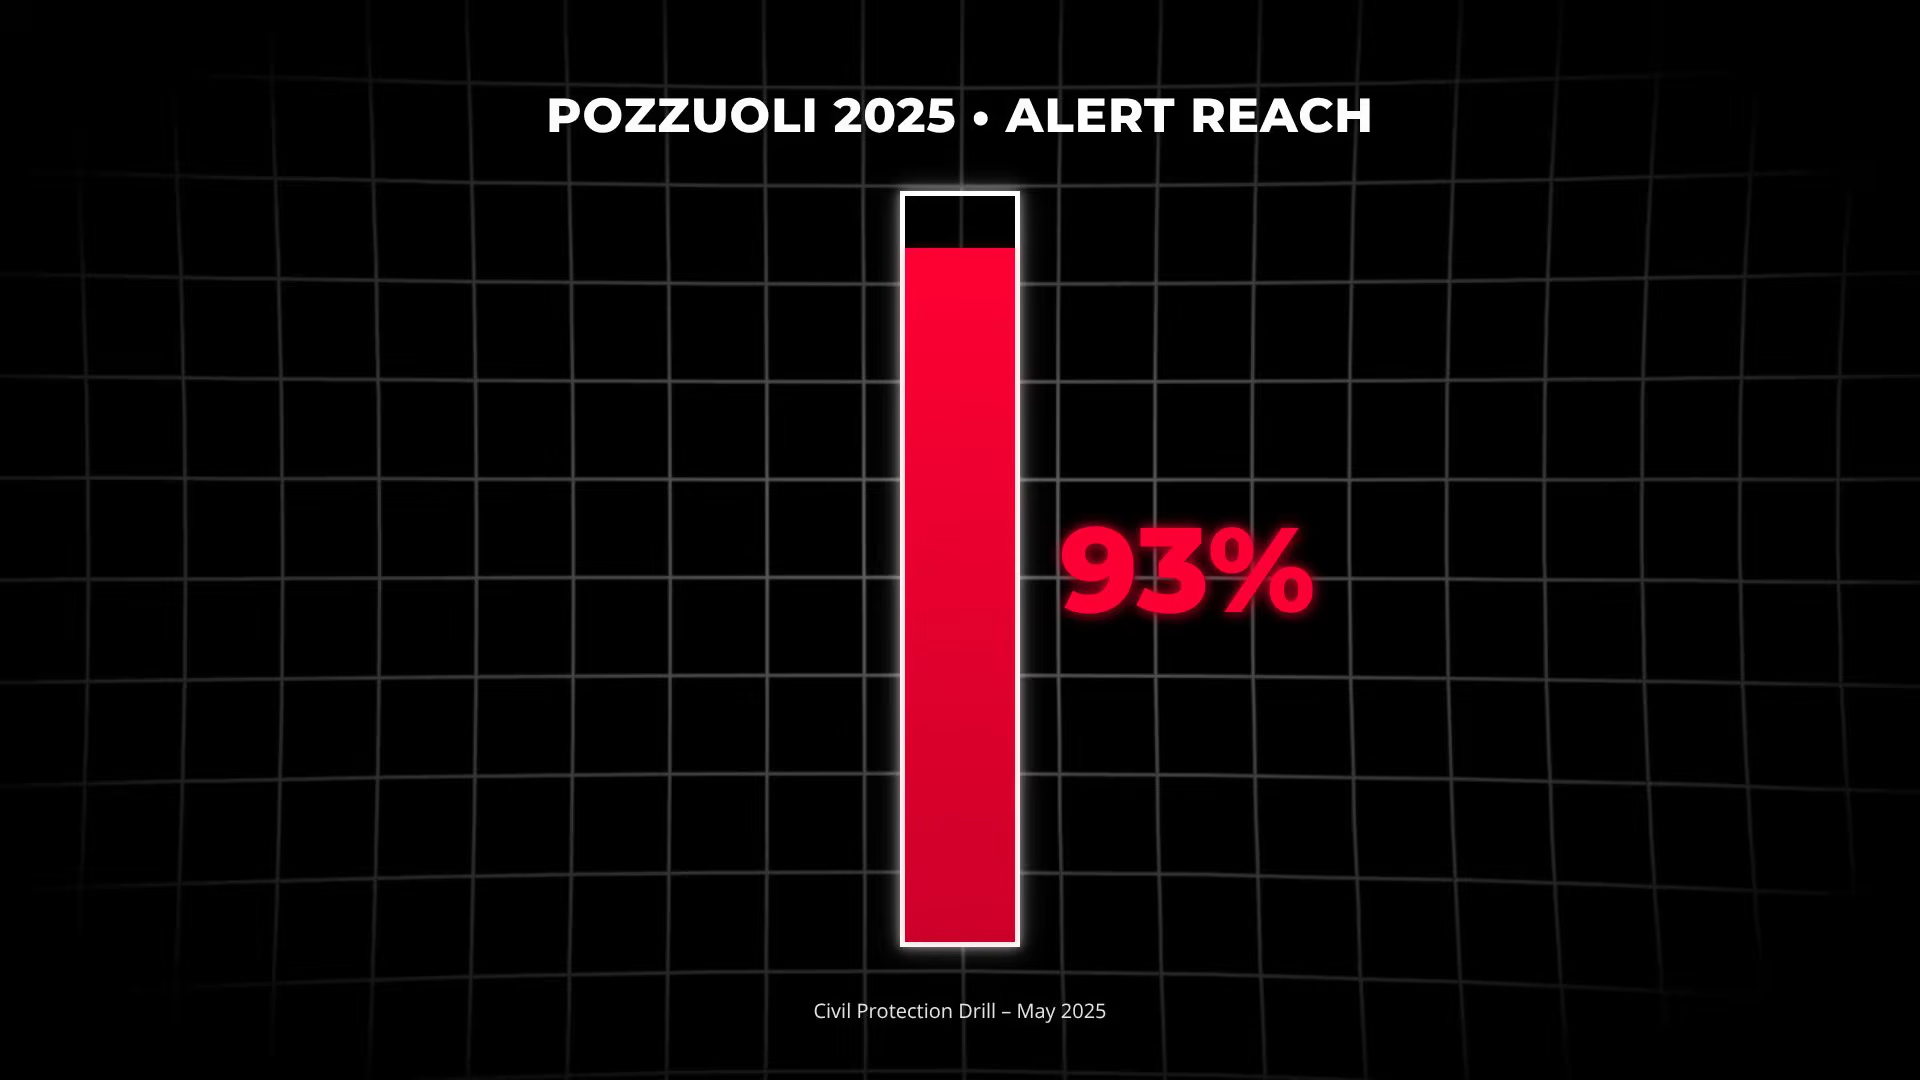 POZZUOLI 2025 • ALERT REACH
93%
Civil Protection Drill – May 2025